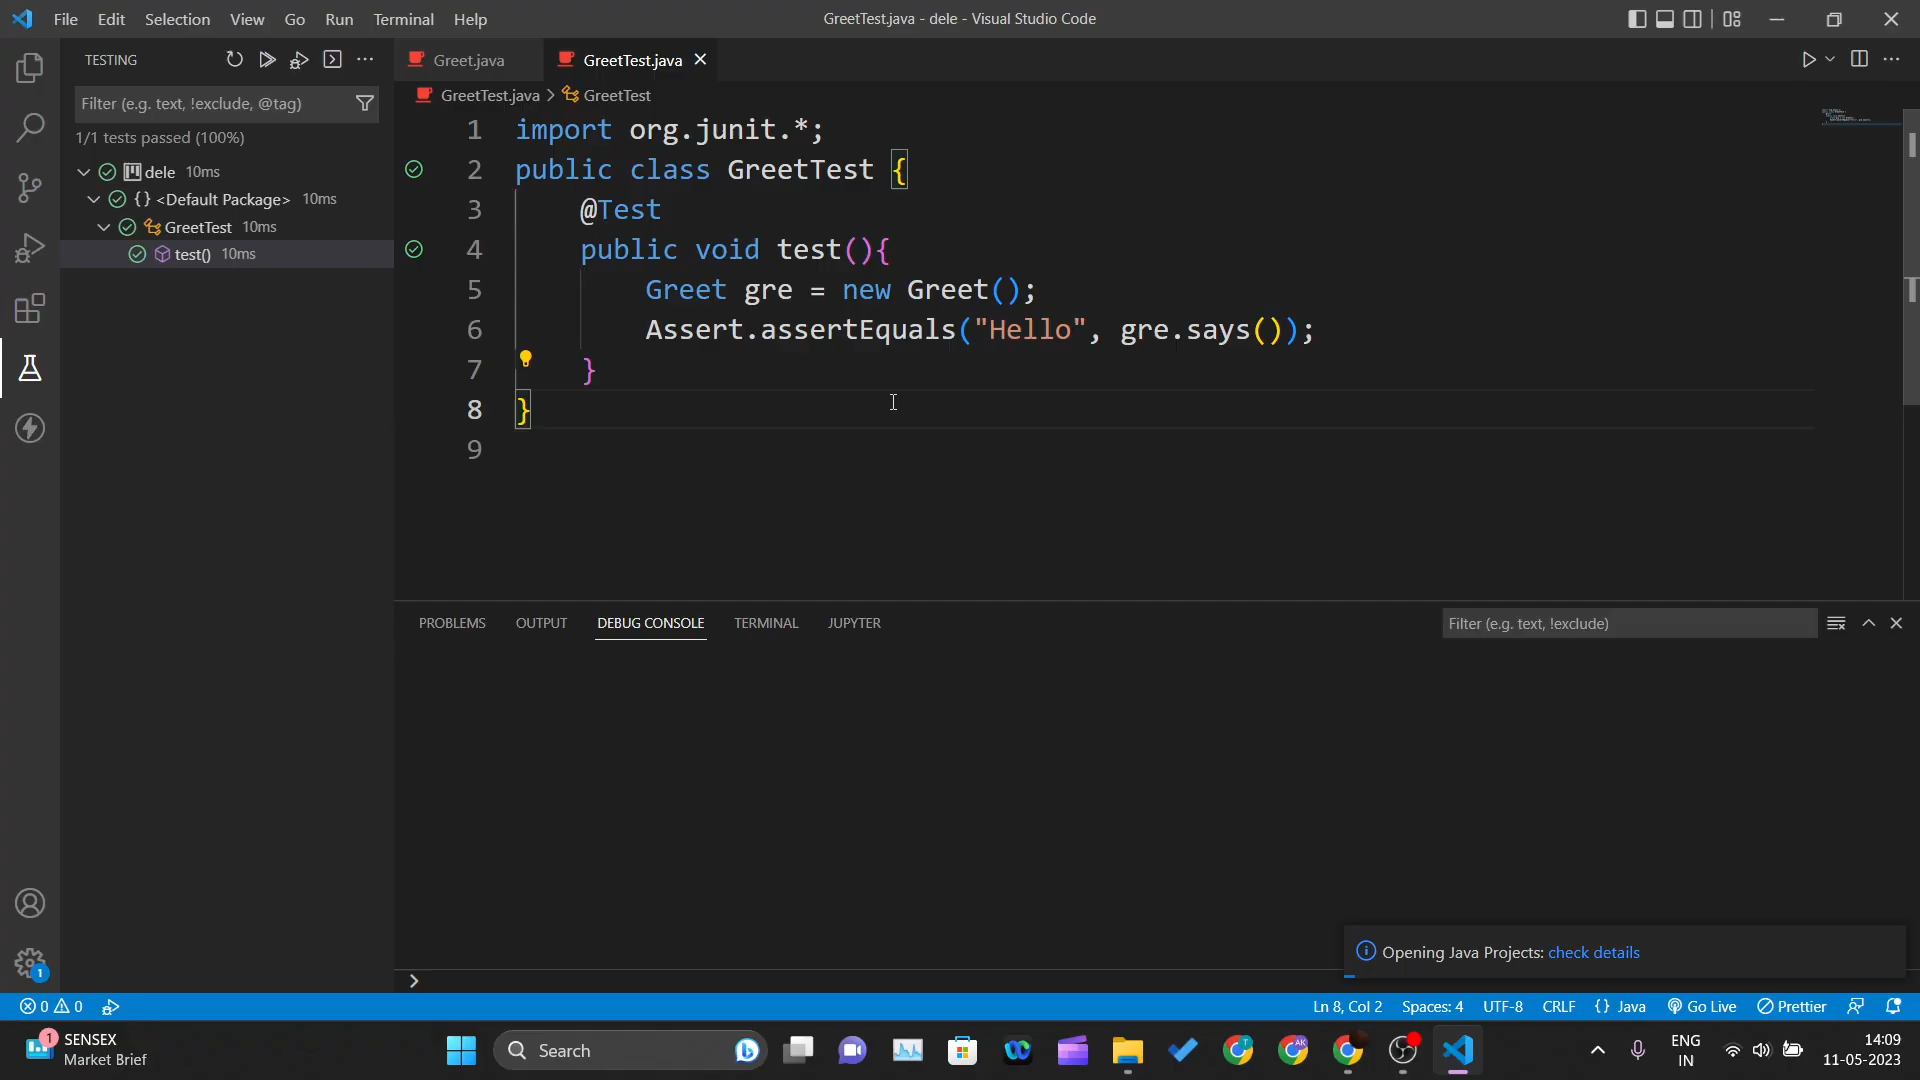 File Edit Selection View Go Run Terminal Help
GreetTest.java - dele - Visual Studio Code
TESTING
Filter (e.g. text, !exclude, @tag)
1/1 tests passed (100%)
dele 10ms
{} <Default Package> 10ms
GreetTest 10ms
test() 10ms
Greet.java
GreetTest.java
GreetTest.java > GreetTest
1 import org.junit.*;
2 public class GreetTest {
3 @Test
4 public void test(){
5 Greet gre = new Greet();
6 Assert.assertEquals("Hello", gre.says());
7 }
8 }
9
PROBLEMS OUTPUT DEBUG CONSOLE TERMINAL JUPYTER
Filter (e.g. text, !exclude)
Opening Java Projects: check details
1
0 0
Ln 8, Col 2 Spaces: 4 UTF-8 CRLF {} Java Go Live Prettier
1 SENSEX
Market Brief
Search
T
AK
ENG
IN
14:09
11-05-2023